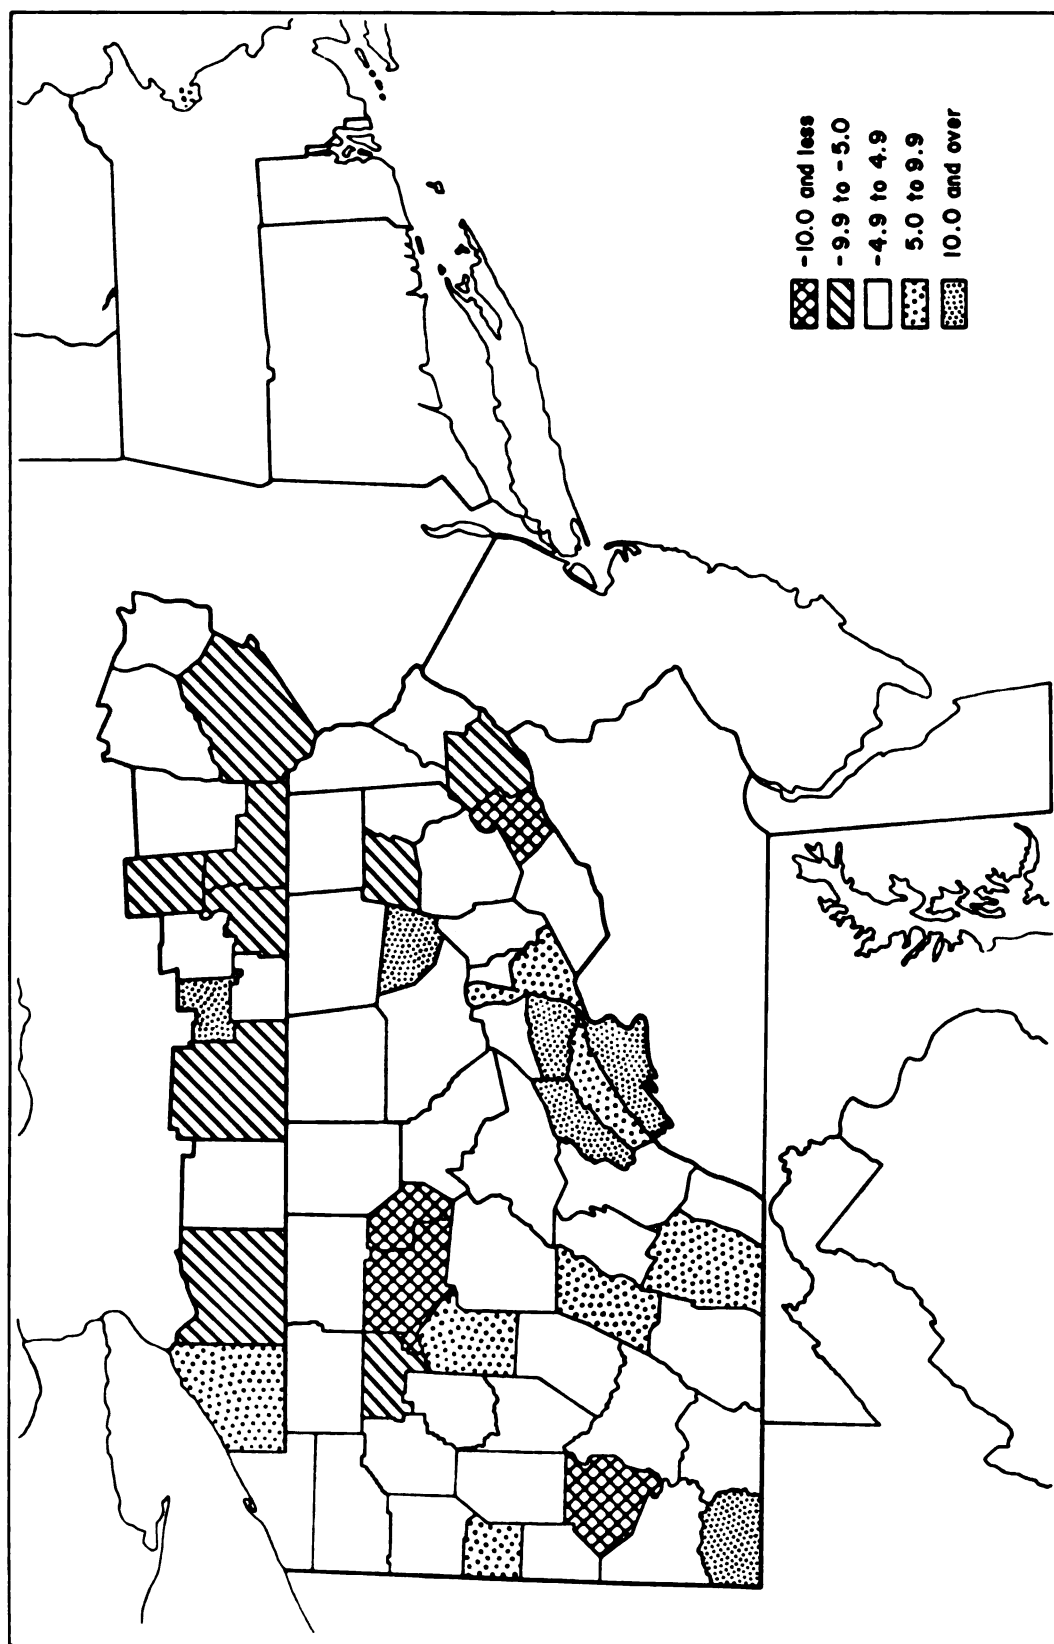 -10.0 and less
-9.9 to -5.0
-4.9 to 4.9
5.0 to 9.9
10.0 and over